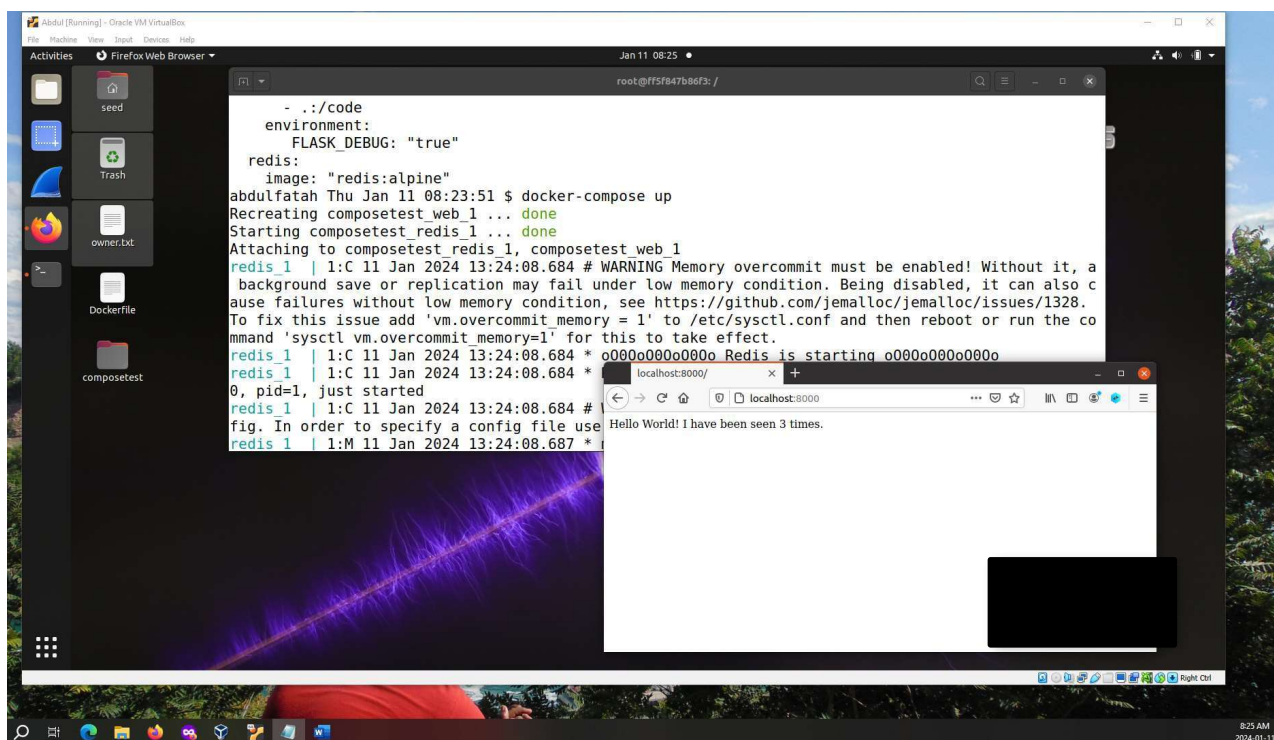 Abdul [Running] - Oracle VM VirtualBox
File Machine View Input Devices Help
Activities Firefox Web Browser Jan 11 08:25
root@ff5f847b86f3: /
seed
Trash
owner.txt
Dockerfile
composetest
- .:/code
environment:
FLASK_DEBUG: "true"
redis:
image: "redis:alpine"
abdulfatah Thu Jan 11 08:23:51 $ docker-compose up
Recreating composetest_web_1 ... done
Starting composetest_redis_1 ... done
Attaching to composetest_redis_1, composetest_web_1
redis_1 | 1:C 11 Jan 2024 13:24:08.684 # WARNING Memory overcommit must be enabled! Without it, a
background save or replication may fail under low memory condition. Being disabled, it can also c
ause failures without low memory condition, see https://github.com/jemalloc/jemalloc/issues/1328.
To fix this issue add 'vm.overcommit_memory = 1' to /etc/sysctl.conf and then reboot or run the co
mmand 'sysctl vm.overcommit_memory=1' for this to take effect.
redis_1 | 1:C 11 Jan 2024 13:24:08.684 * oO0OoO0OoO0Oo Redis is starting oO0OoO0OoO0Oo
redis_1 | 1:C 11 Jan 2024 13:24:08.684 *
0, pid=1, just started
redis_1 | 1:C 11 Jan 2024 13:24:08.684 #
fig. In order to specify a config file use
redis_1 | 1:M 11 Jan 2024 13:24:08.687 *
localhost:8000/
localhost:8000
Hello World! I have been seen 3 times.
Right Ctrl
8:25 AM
2024-01-11